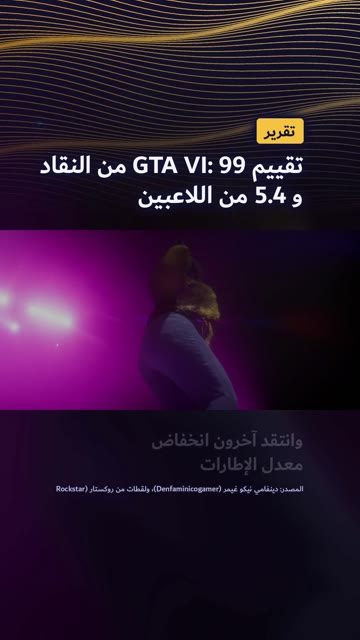 تقرير
تقييم GTA VI: 99 من النقاد
و 5.4 من اللاعبين
وانتقد آخرون انخفاض
معدل الإطارات
المصدر: دينفامي نيكو غيمر (Denfaminicogamer)، ولقطات من روكستار (Rockstar